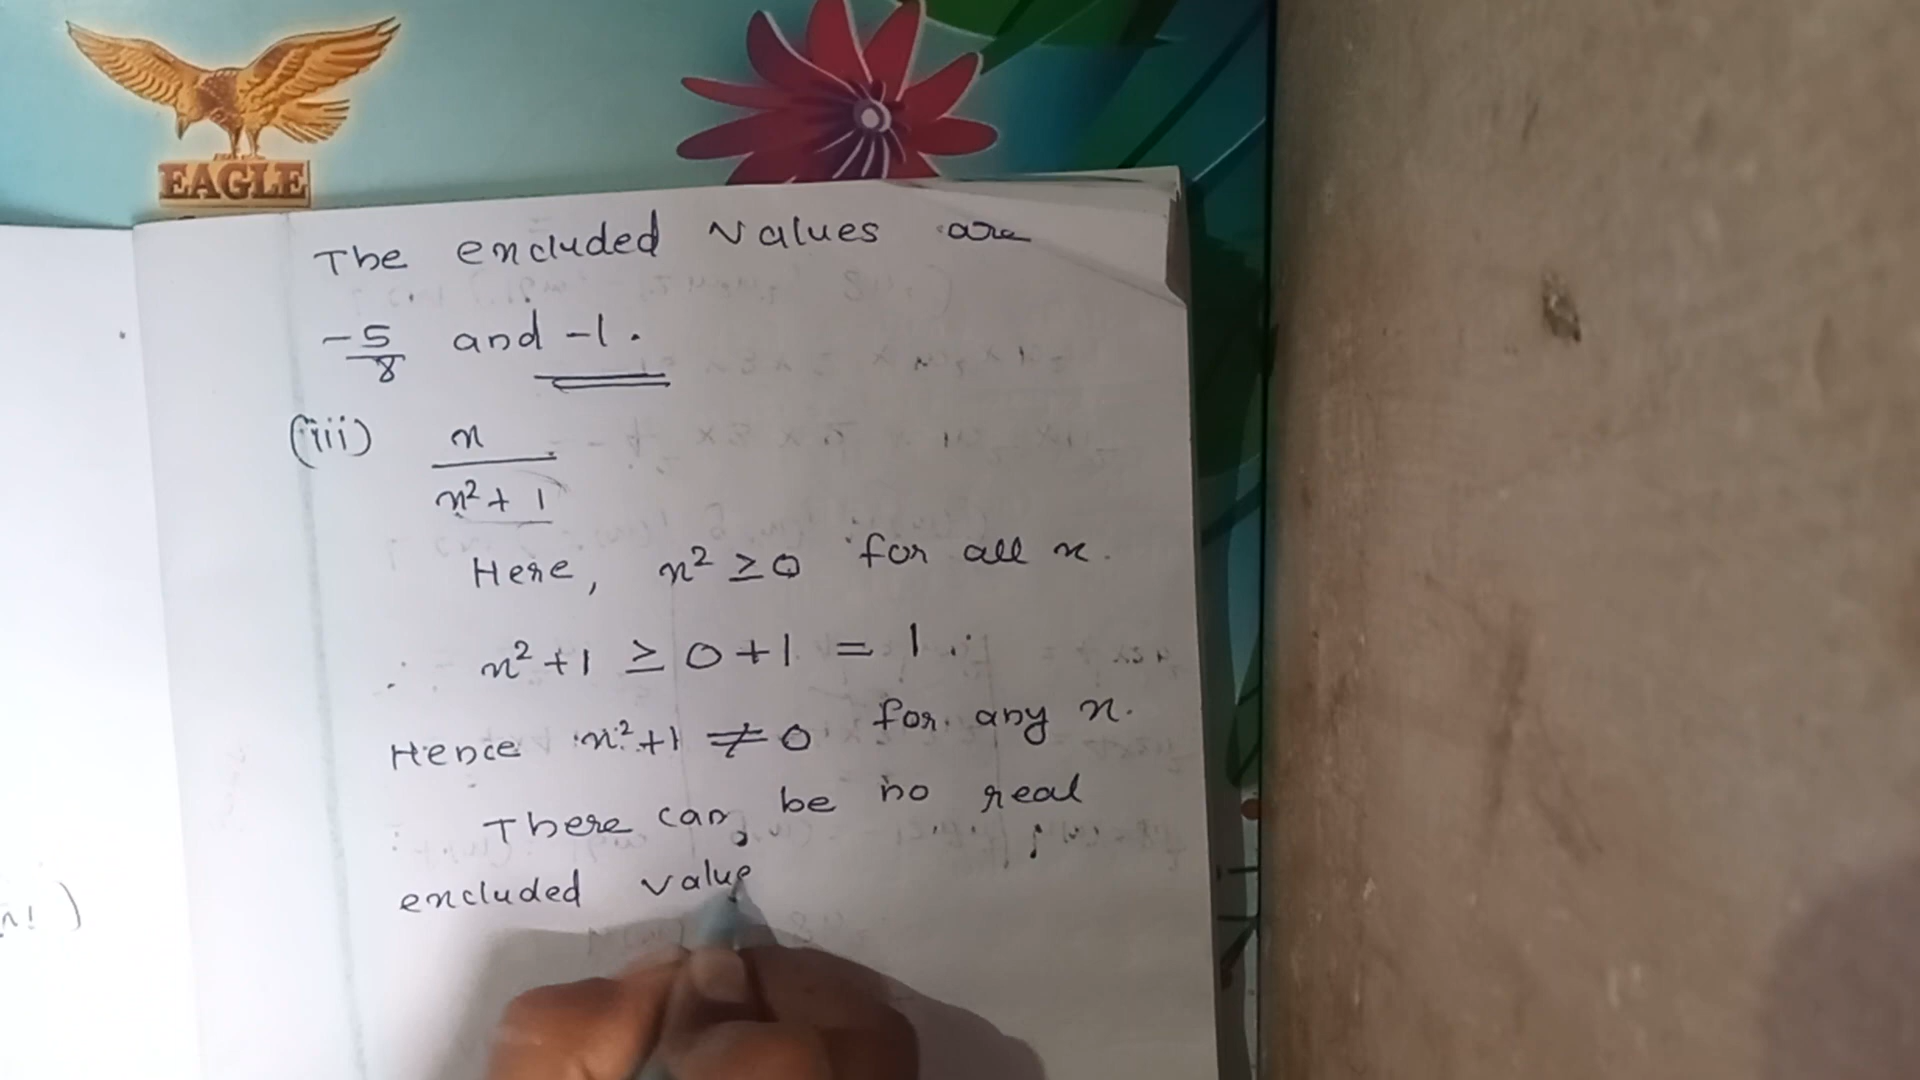 EAGLE
The excluded values are
-5/8 and -1.
(iii) x
x²+1
Here, x² ≥ 0 for all x.
∴ x²+1 ≥ 0+1 = 1.
Hence x²+1 ≠ 0 for any x.
There can be no real
excluded value